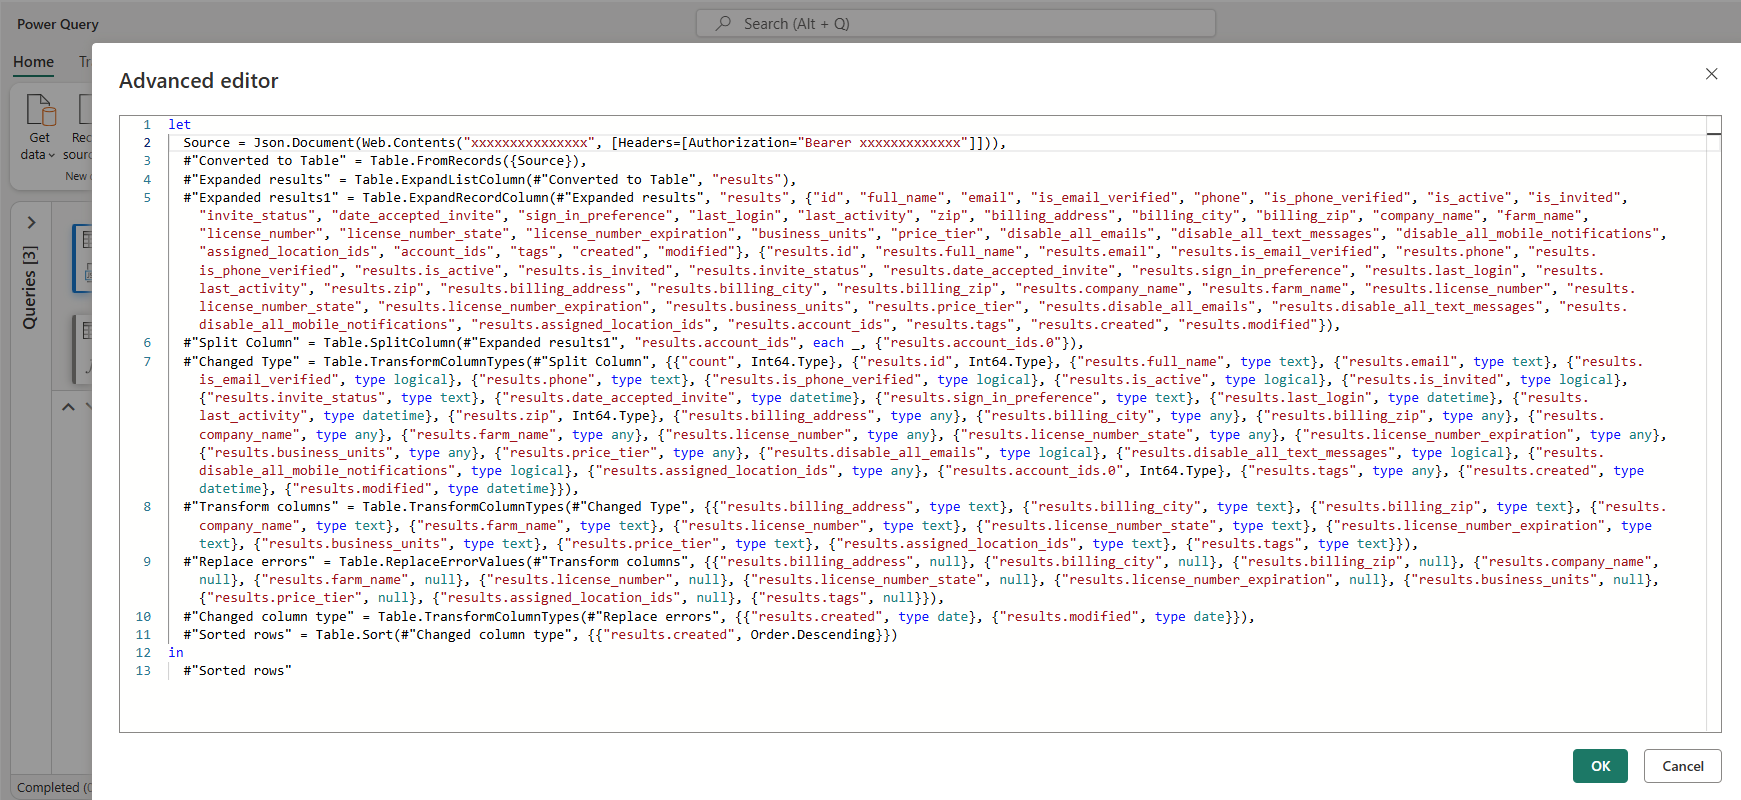 Power Query
Search (Alt + Q)
Home
Tr
Get
data
Rec
sourc
New
Queries [3]
Completed (
Advanced editor
1 let
2 Source = Json.Document(Web.Contents("xxxxxxxxxxxxxxx", [Headers=[Authorization="Bearer xxxxxxxxxxxxx"]])),
3 #"Converted to Table" = Table.FromRecords({Source}),
4 #"Expanded results" = Table.ExpandListColumn(#"Converted to Table", "results"),
5 #"Expanded results1" = Table.ExpandRecordColumn(#"Expanded results", "results", {"id", "full_name", "email", "is_email_verified", "phone", "is_phone_verified", "is_active", "is_invited",
"invite_status", "date_accepted_invite", "sign_in_preference", "last_login", "last_activity", "zip", "billing_address", "billing_city", "billing_zip", "company_name", "farm_name",
"license_number", "license_number_state", "license_number_expiration", "business_units", "price_tier", "disable_all_emails", "disable_all_text_messages", "disable_all_mobile_notifications",
"assigned_location_ids", "account_ids", "tags", "created", "modified"}, {"results.id", "results.full_name", "results.email", "results.is_email_verified", "results.phone", "results.
is_phone_verified", "results.is_active", "results.is_invited", "results.invite_status", "results.date_accepted_invite", "results.sign_in_preference", "results.last_login", "results.
last_activity", "results.zip", "results.billing_address", "results.billing_city", "results.billing_zip", "results.company_name", "results.farm_name", "results.license_number", "results.
license_number_state", "results.license_number_expiration", "results.business_units", "results.price_tier", "results.disable_all_emails", "results.disable_all_text_messages", "results.
disable_all_mobile_notifications", "results.assigned_location_ids", "results.account_ids", "results.tags", "results.created", "results.modified"}),
6 #"Split Column" = Table.SplitColumn(#"Expanded results1", "results.account_ids", each _, {"results.account_ids.0"}),
7 #"Changed Type" = Table.TransformColumnTypes(#"Split Column", {{"count", Int64.Type}, {"results.id", Int64.Type}, {"results.full_name", type text}, {"results.email", type text}, {"results.
is_email_verified", type logical}, {"results.phone", type text}, {"results.is_phone_verified", type logical}, {"results.is_active", type logical}, {"results.is_invited", type logical},
{"results.invite_status", type text}, {"results.date_accepted_invite", type datetime}, {"results.sign_in_preference", type text}, {"results.last_login", type datetime}, {"results.
last_activity", type datetime}, {"results.zip", Int64.Type}, {"results.billing_address", type any}, {"results.billing_city", type any}, {"results.billing_zip", type any}, {"results.
company_name", type any}, {"results.farm_name", type any}, {"results.license_number", type any}, {"results.license_number_state", type any}, {"results.license_number_expiration", type any},
{"results.business_units", type any}, {"results.price_tier", type any}, {"results.disable_all_emails", type logical}, {"results.disable_all_text_messages", type logical}, {"results.
disable_all_mobile_notifications", type logical}, {"results.assigned_location_ids", type any}, {"results.account_ids.0", Int64.Type}, {"results.tags", type any}, {"results.created", type
datetime}, {"results.modified", type datetime}}),
8 #"Transform columns" = Table.TransformColumnTypes(#"Changed Type", {{"results.billing_address", type text}, {"results.billing_city", type text}, {"results.billing_zip", type text}, {"results.
company_name", type text}, {"results.farm_name", type text}, {"results.license_number", type text}, {"results.license_number_state", type text}, {"results.license_number_expiration", type
text}, {"results.business_units", type text}, {"results.price_tier", type text}, {"results.assigned_location_ids", type text}, {"results.tags", type text}}),
9 #"Replace errors" = Table.ReplaceErrorValues(#"Transform columns", {{"results.billing_address", null}, {"results.billing_city", null}, {"results.billing_zip", null}, {"results.company_name",
null}, {"results.farm_name", null}, {"results.license_number", null}, {"results.license_number_state", null}, {"results.license_number_expiration", null}, {"results.business_units", null},
{"results.price_tier", null}, {"results.assigned_location_ids", null}, {"results.tags", null}}),
10 #"Changed column type" = Table.TransformColumnTypes(#"Replace errors", {{"results.created", type date}, {"results.modified", type date}}),
11 #"Sorted rows" = Table.Sort(#"Changed column type", {{"results.created", Order.Descending}})
12 in
13 #"Sorted rows"
OK
Cancel